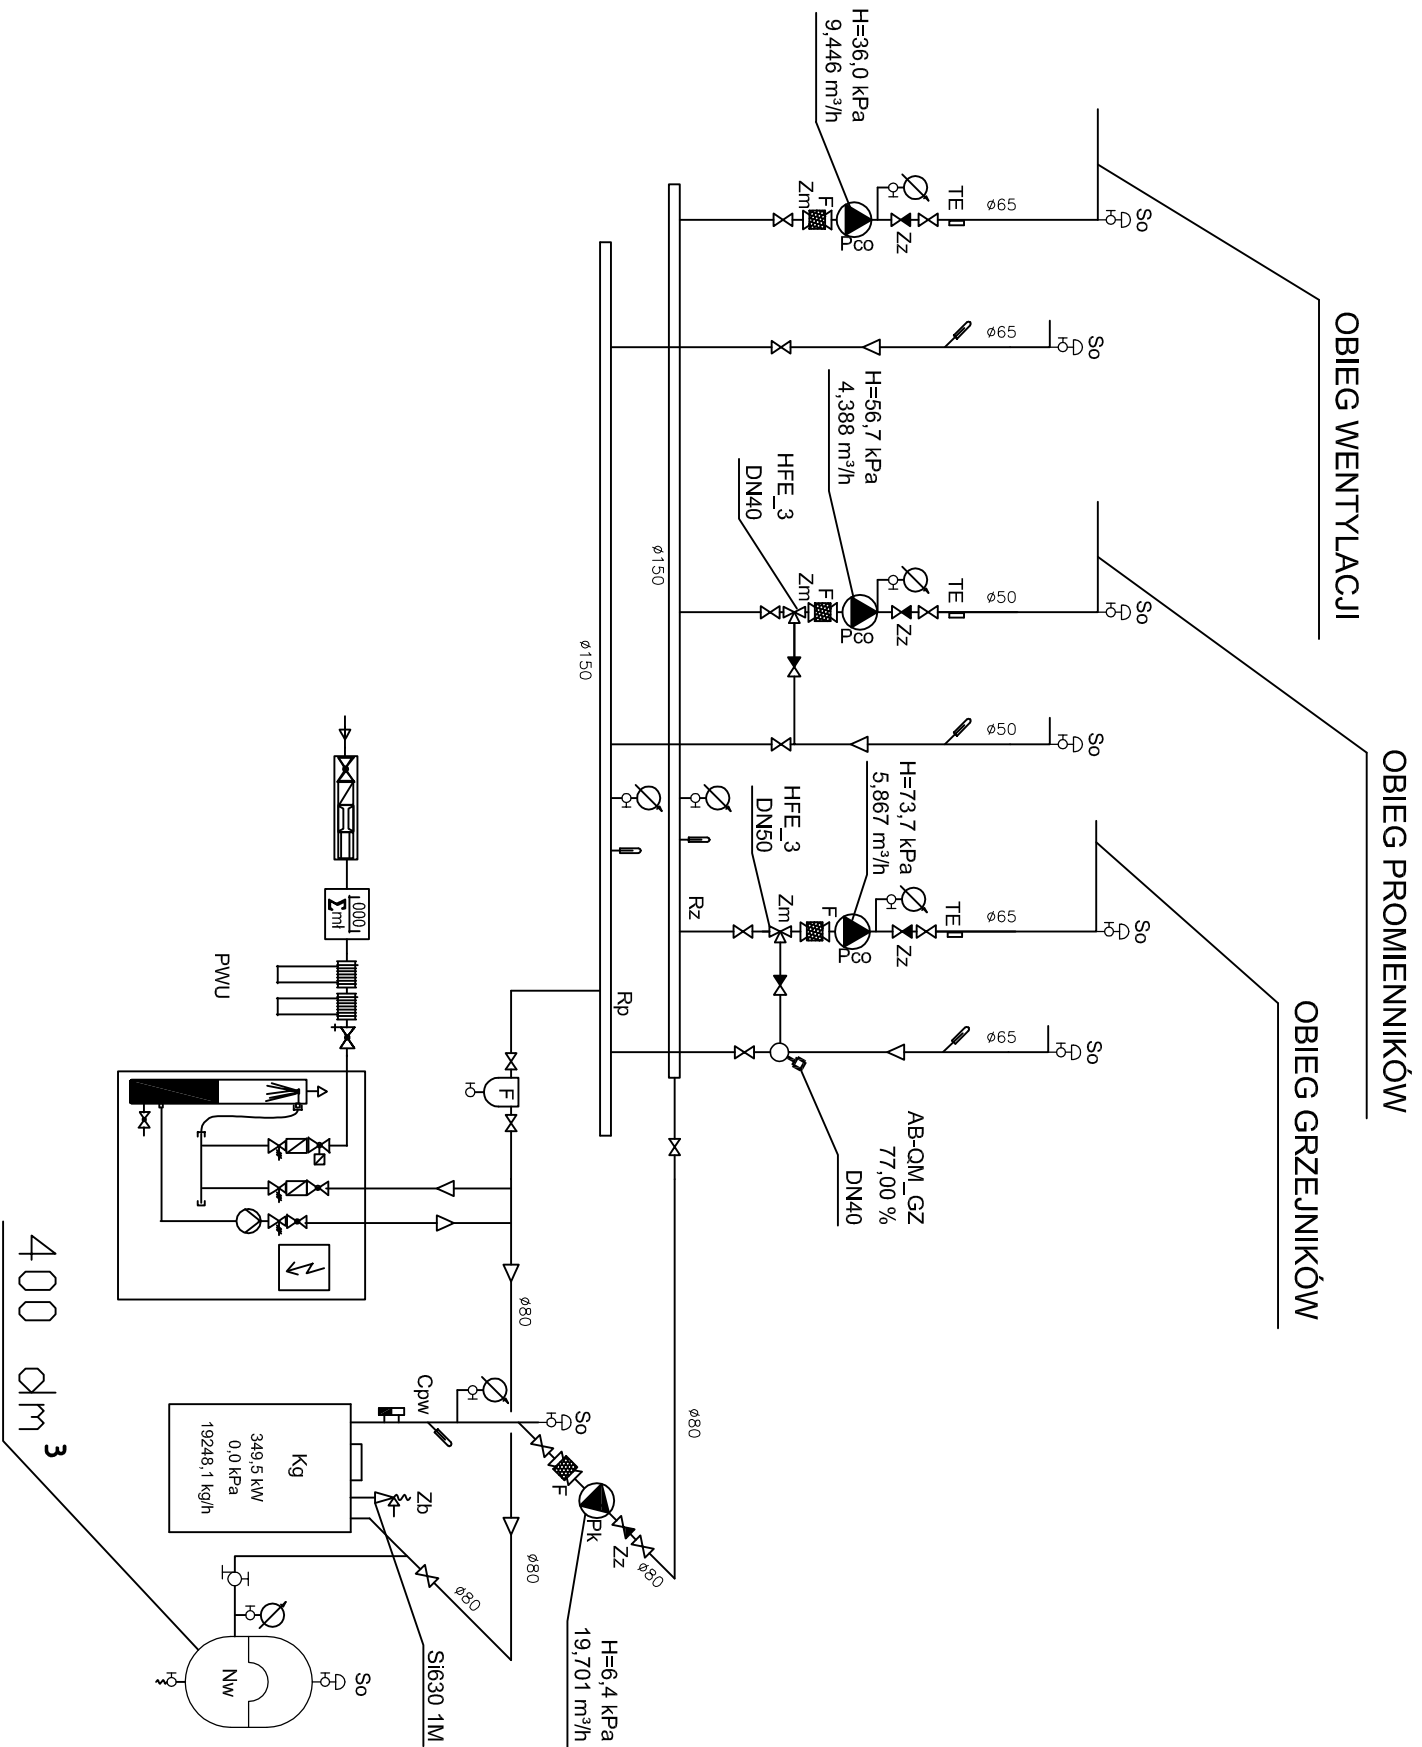 OBIEG WENTYLACJI
OBIEG PROMIENNIKÓW
OBIEG GRZEJNIKÓW
H=36,0 kPa
9,446 m³/h
Zm
F
Pco
Zz
TE
ø65
So
ø65
So
H=56,7 kPa
4,388 m³/h
HFE_3
DN40
Zm
F
Pco
Zz
TE
ø50
So
ø50
So
H=73,7 kPa
5,867 m³/h
HFE_3
DN50
Zm
F
Pco
Zz
TE
ø65
So
ø65
So
AB-QM_GZ
77,00 %
DN40
ø150
ø150
Rz
Rp
F
PWU
ø80
ø80
ø80
ø80
ø80
Cpw
So
F
Pk
Zz
H=6,4 kPa
19,701 m³/h
Kg
349,5 kW
0,0 kPa
19248,1 kg/h
Zb
Si630 1M
Nw
So
400 dm³